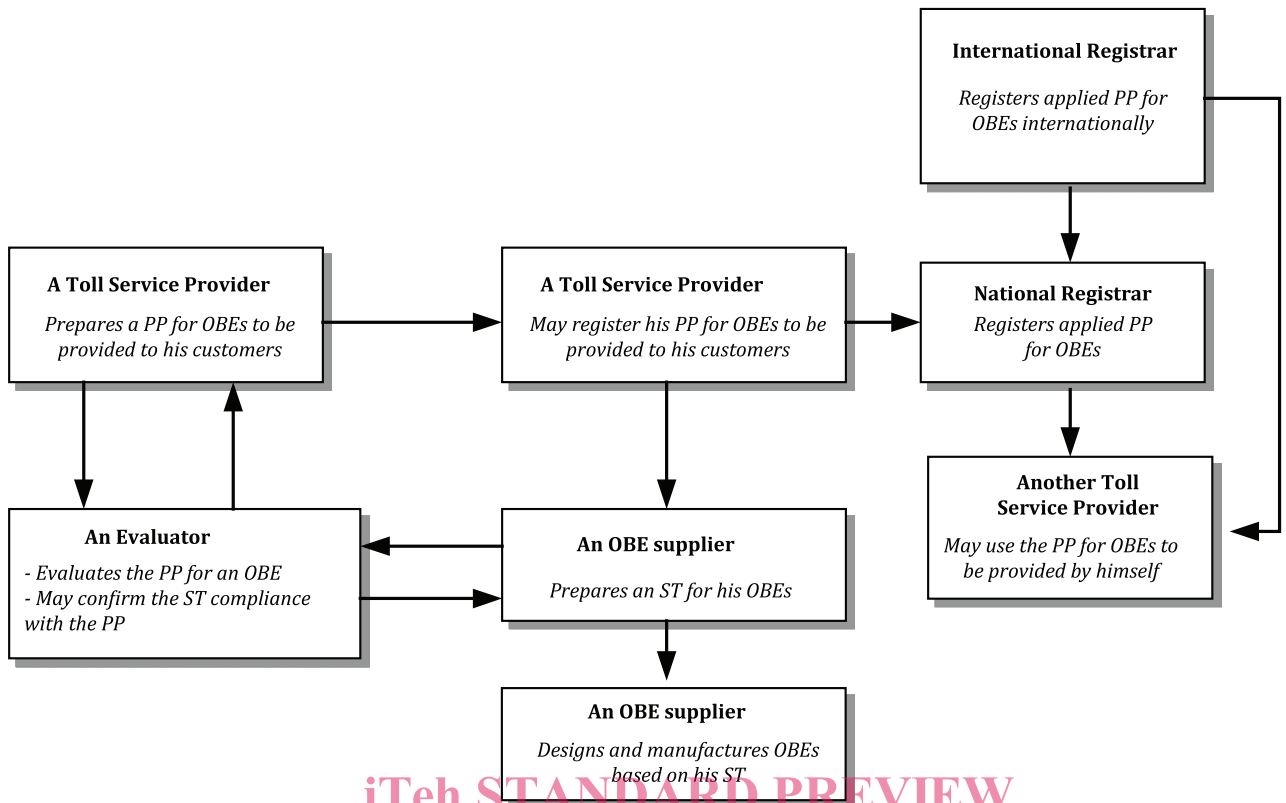 International Registrar
Registers applied PP for
OBEs internationally
A Toll Service Provider
Prepares a PP for OBEs to be
provided to his customers
A Toll Service Provider
May register his PP for OBEs to be
provided to his customers
National Registrar
Registers applied PP
for OBEs
An Evaluator
- Evaluates the PP for an OBE
- May confirm the ST compliance
with the PP
An OBE supplier
Prepares an ST for his OBEs
Another Toll
Service Provider
May use the PP for OBEs to
be provided by himself
An OBE supplier
Designs and manufactures OBEs
based on his ST
iTeh STANDARD PREVIEW